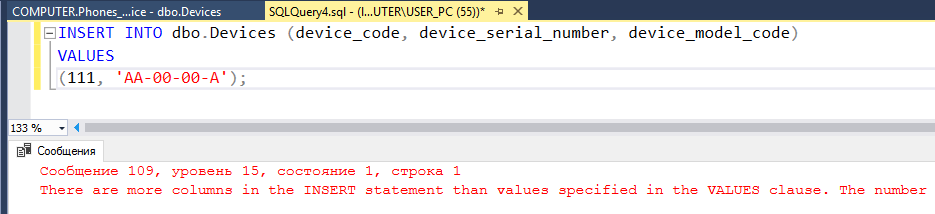 COMPUTER.Phones_...ice - dbo.Devices
SQLQuery4.sql - (l...UTER\USER_PC (55))*
INSERT INTO dbo.Devices (device_code, device_serial_number, device_model_code)
VALUES
(111, 'AA-00-00-A');
133 %
Сообщения
Сообщение 109, уровень 15, состояние 1, строка 1
There are more columns in the INSERT statement than values specified in the VALUES clause. The number